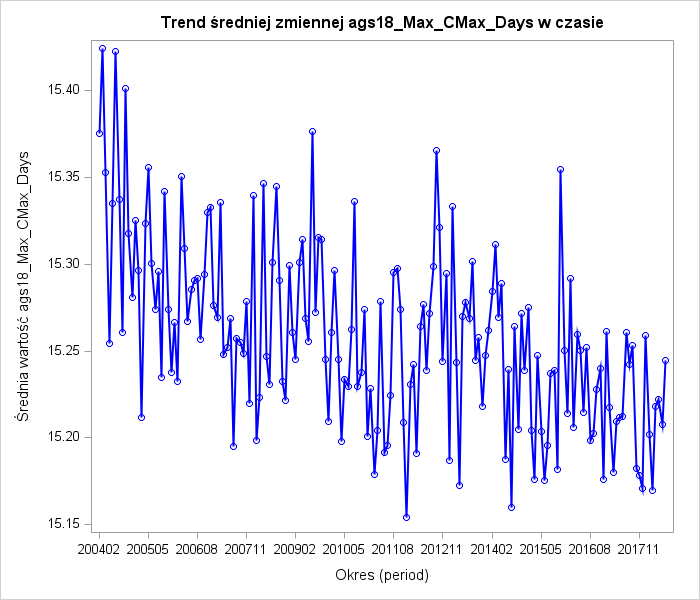 Trend średniej zmiennej ags18_Max_CMax_Days w czasie
Średnia wartość ags18_Max_CMax_Days
15.40
15.35
15.30
15.25
15.20
15.15
200402 200505 200608 200711 200902 201005 201108 201211 201402 201505 201608 201711
Okres (period)